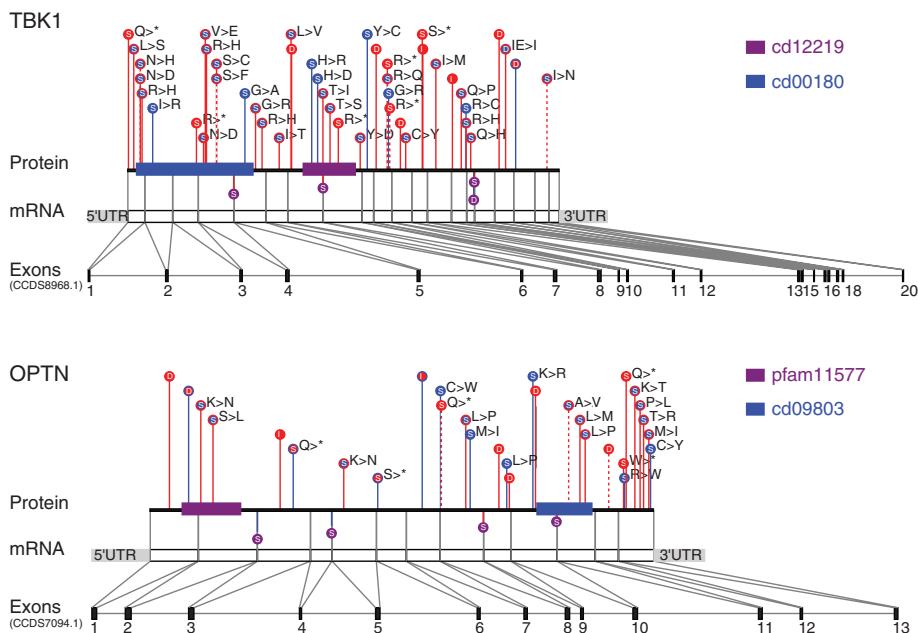 TBK1
Q>* V>E L>V Y>C S>* D cd12219
L>S R>H D D I IE>I
N>H S>C H>R R>* I>M D cd00180
N>D S>F H>D R>Q I I>N
R>H G>A T>I G>R Q>P
I>R G>R T>S R>* R>C
R>* R>H R>* D R>H
N>D I>T Y>D C>Y Q>H
Protein
S S S
mRNA D
5'UTR 3'UTR
Exons
(CCDS8968.1)
1 2 3 4 5 6 7 8 9 10 11 12 13 15 16 18 20
OPTN
D I K>R Q>* pfam11577
D C>W D K>T
K>N Q>* A>V P>L cd09803
S>L L>P L>M T>R
I M>I L>P M>I
Q>* D D C>Y
K>N L>P W>*
S>* D R>W
Protein
S S S S
mRNA
5'UTR 3'UTR
Exons
(CCDS7094.1)
1 2 3 4 5 6 7 8 9 10 11 12 13